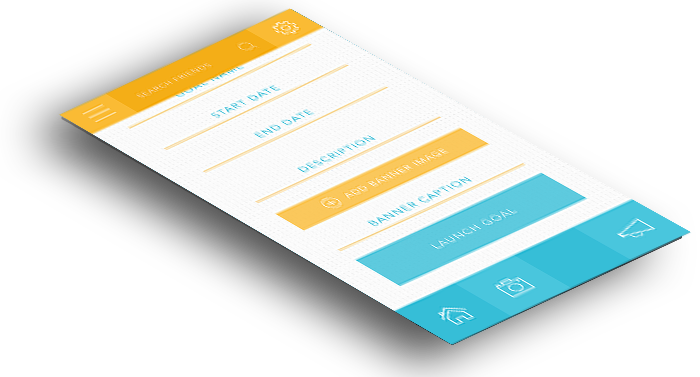 SEARCH FRIENDS
GOAL NAME
START DATE
END DATE
DESCRIPTION
ADD BANNER IMAGE
BANNER CAPTION
LAUNCH GOAL